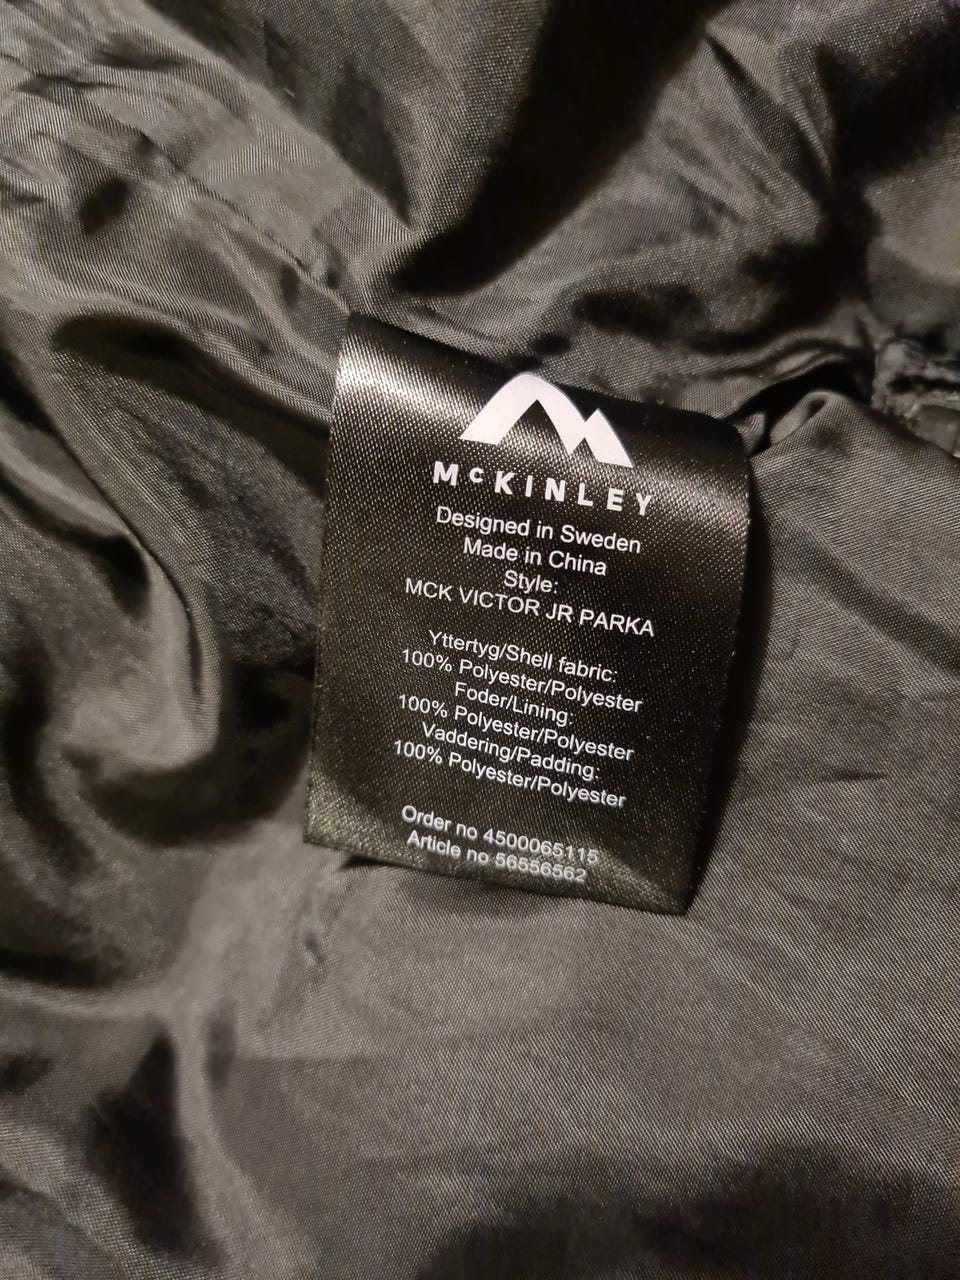 McKINLEY
Designed in Sweden
Made in China
Style:
MCK VICTOR JR PARKA
Yttertyg/Shell fabric:
100% Polyester/Polyester
Foder/Lining:
100% Polyester/Polyester
Vaddering/Padding:
100% Polyester/Polyester
Order no 4500065115
Article no 56556562